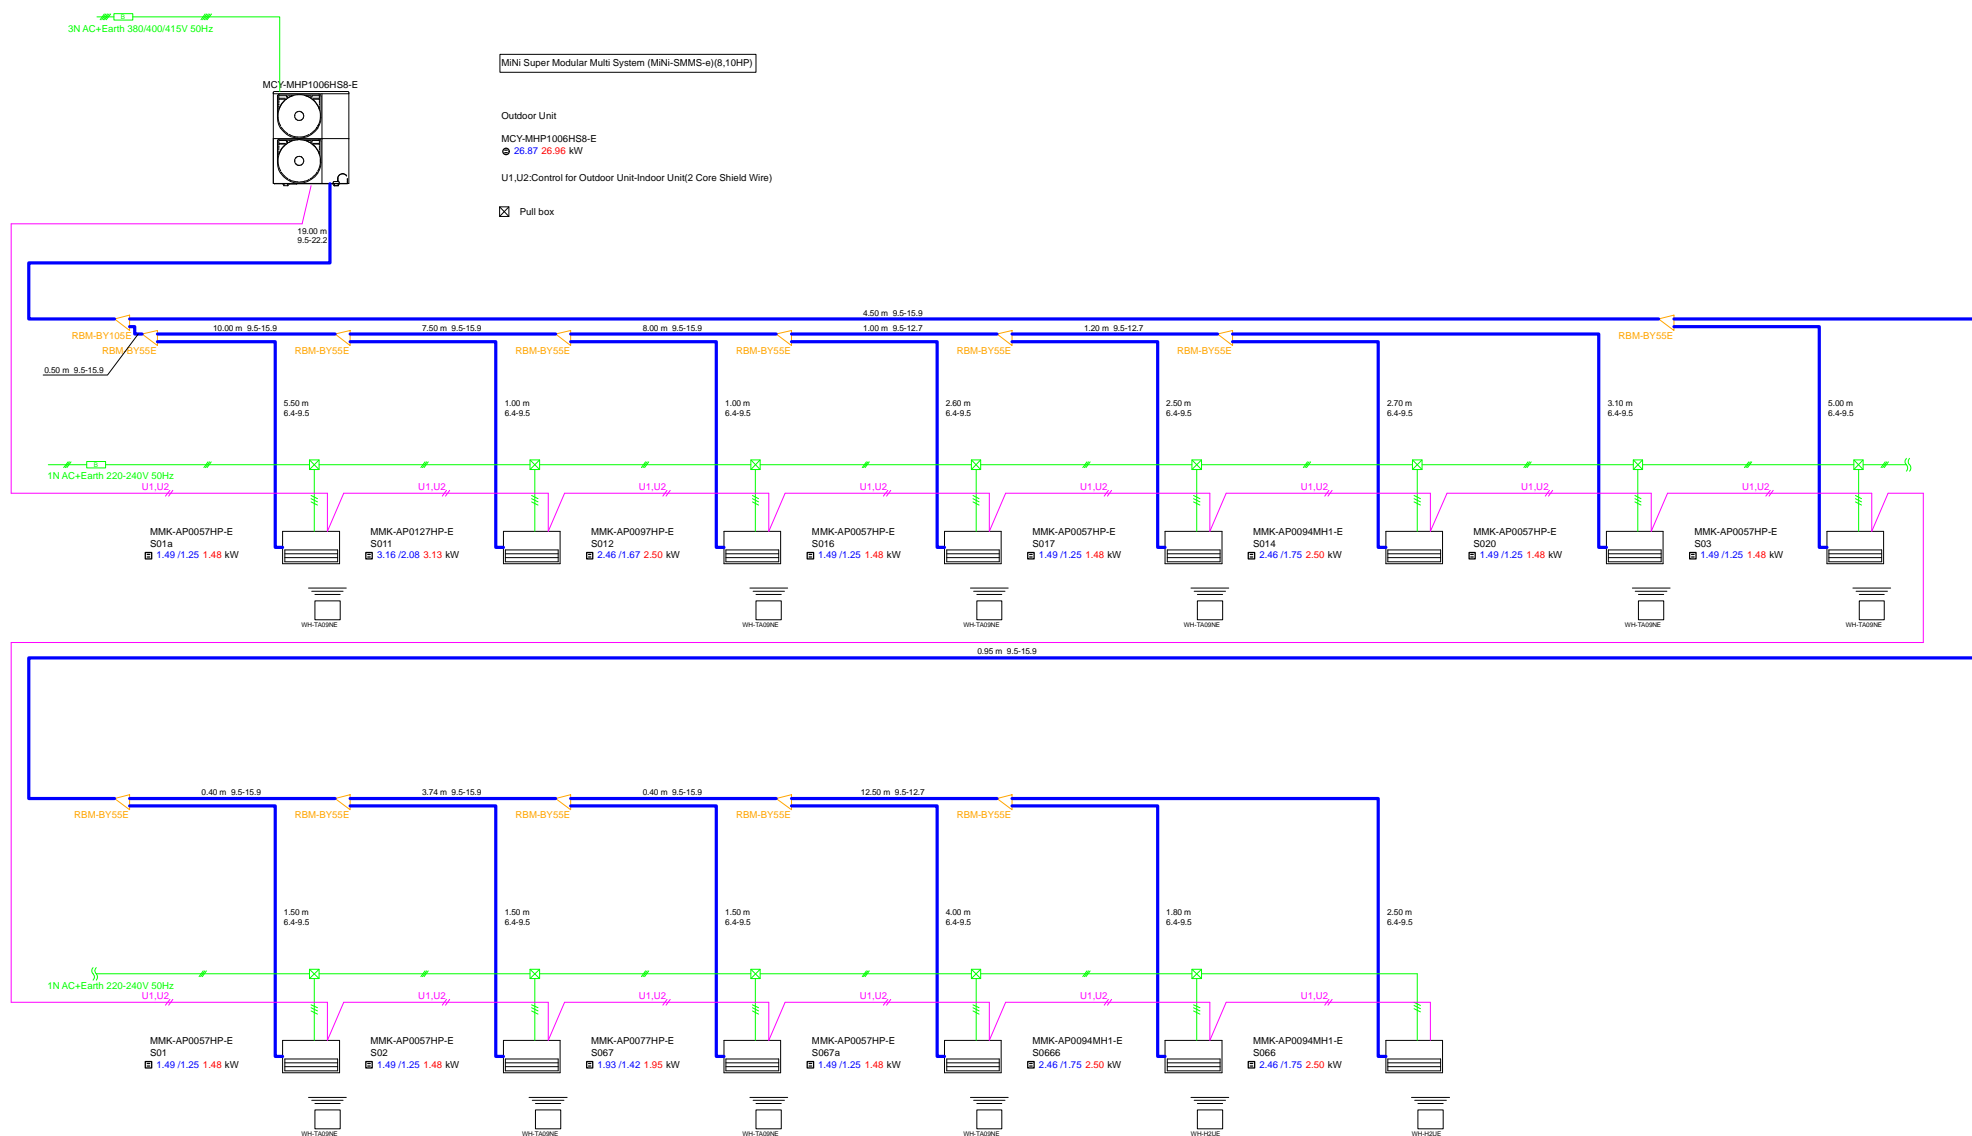 3N AC+Earth 380/400/415V 50Hz
MiNi Super Modular Multi System (MiNi-SMMS-e)(8,10HP)
MCY-MHP1006HS8-E
Outdoor Unit
MCY-MHP1006HS8-E
26.87 26.96 kW
U1,U2:Control for Outdoor Unit-Indoor Unit(2 Core Shield Wire)
Pull box
19.00 m
9.5-22.2
4.50 m 9.5-15.9
10.00 m 9.5-15.9
7.50 m 9.5-15.9
8.00 m 9.5-15.9
1.00 m 9.5-12.7
1.20 m 9.5-12.7
RBM-BY105E
RBM-BY55E
RBM-BY55E
RBM-BY55E
RBM-BY55E
RBM-BY55E
RBM-BY55E
RBM-BY55E
0.50 m 9.5-15.9
5.50 m
6.4-9.5
1.00 m
6.4-9.5
1.00 m
6.4-9.5
2.60 m
6.4-9.5
2.50 m
6.4-9.5
2.70 m
6.4-9.5
3.10 m
6.4-9.5
5.00 m
6.4-9.5
1N AC+Earth 220-240V 50Hz
U1,U2
U1,U2
U1,U2
U1,U2
U1,U2
U1,U2
U1,U2
U1,U2
MMK-AP0057HP-E
S01a
1.49 /1.25 1.48 kW
MMK-AP0127HP-E
S011
3.16 /2.08 3.13 kW
MMK-AP0097HP-E
S012
2.46 /1.67 2.50 kW
MMK-AP0057HP-E
S016
1.49 /1.25 1.48 kW
MMK-AP0057HP-E
S017
1.49 /1.25 1.48 kW
MMK-AP0094MH1-E
S014
2.46 /1.75 2.50 kW
MMK-AP0057HP-E
S020
1.49 /1.25 1.48 kW
MMK-AP0057HP-E
S03
1.49 /1.25 1.48 kW
WH-TA09NE
WH-TA09NE
WH-TA09NE
WH-TA09NE
WH-TA09NE
WH-TA09NE
0.95 m 9.5-15.9
0.40 m 9.5-15.9
3.74 m 9.5-15.9
0.40 m 9.5-15.9
12.50 m 9.5-12.7
RBM-BY55E
RBM-BY55E
RBM-BY55E
RBM-BY55E
RBM-BY55E
1.50 m
6.4-9.5
1.50 m
6.4-9.5
1.50 m
6.4-9.5
4.00 m
6.4-9.5
1.80 m
6.4-9.5
2.50 m
6.4-9.5
1N AC+Earth 220-240V 50Hz
U1,U2
U1,U2
U1,U2
U1,U2
U1,U2
U1,U2
MMK-AP0057HP-E
S01
1.49 /1.25 1.48 kW
MMK-AP0057HP-E
S02
1.49 /1.25 1.48 kW
MMK-AP0077HP-E
S067
1.93 /1.42 1.95 kW
MMK-AP0057HP-E
S067a
1.49 /1.25 1.48 kW
MMK-AP0094MH1-E
S0666
2.46 /1.75 2.50 kW
MMK-AP0094MH1-E
S066
2.46 /1.75 2.50 kW
WH-TA09NE
WH-TA09NE
WH-TA09NE
WH-TA09NE
WH-H2UE
WH-H2UE